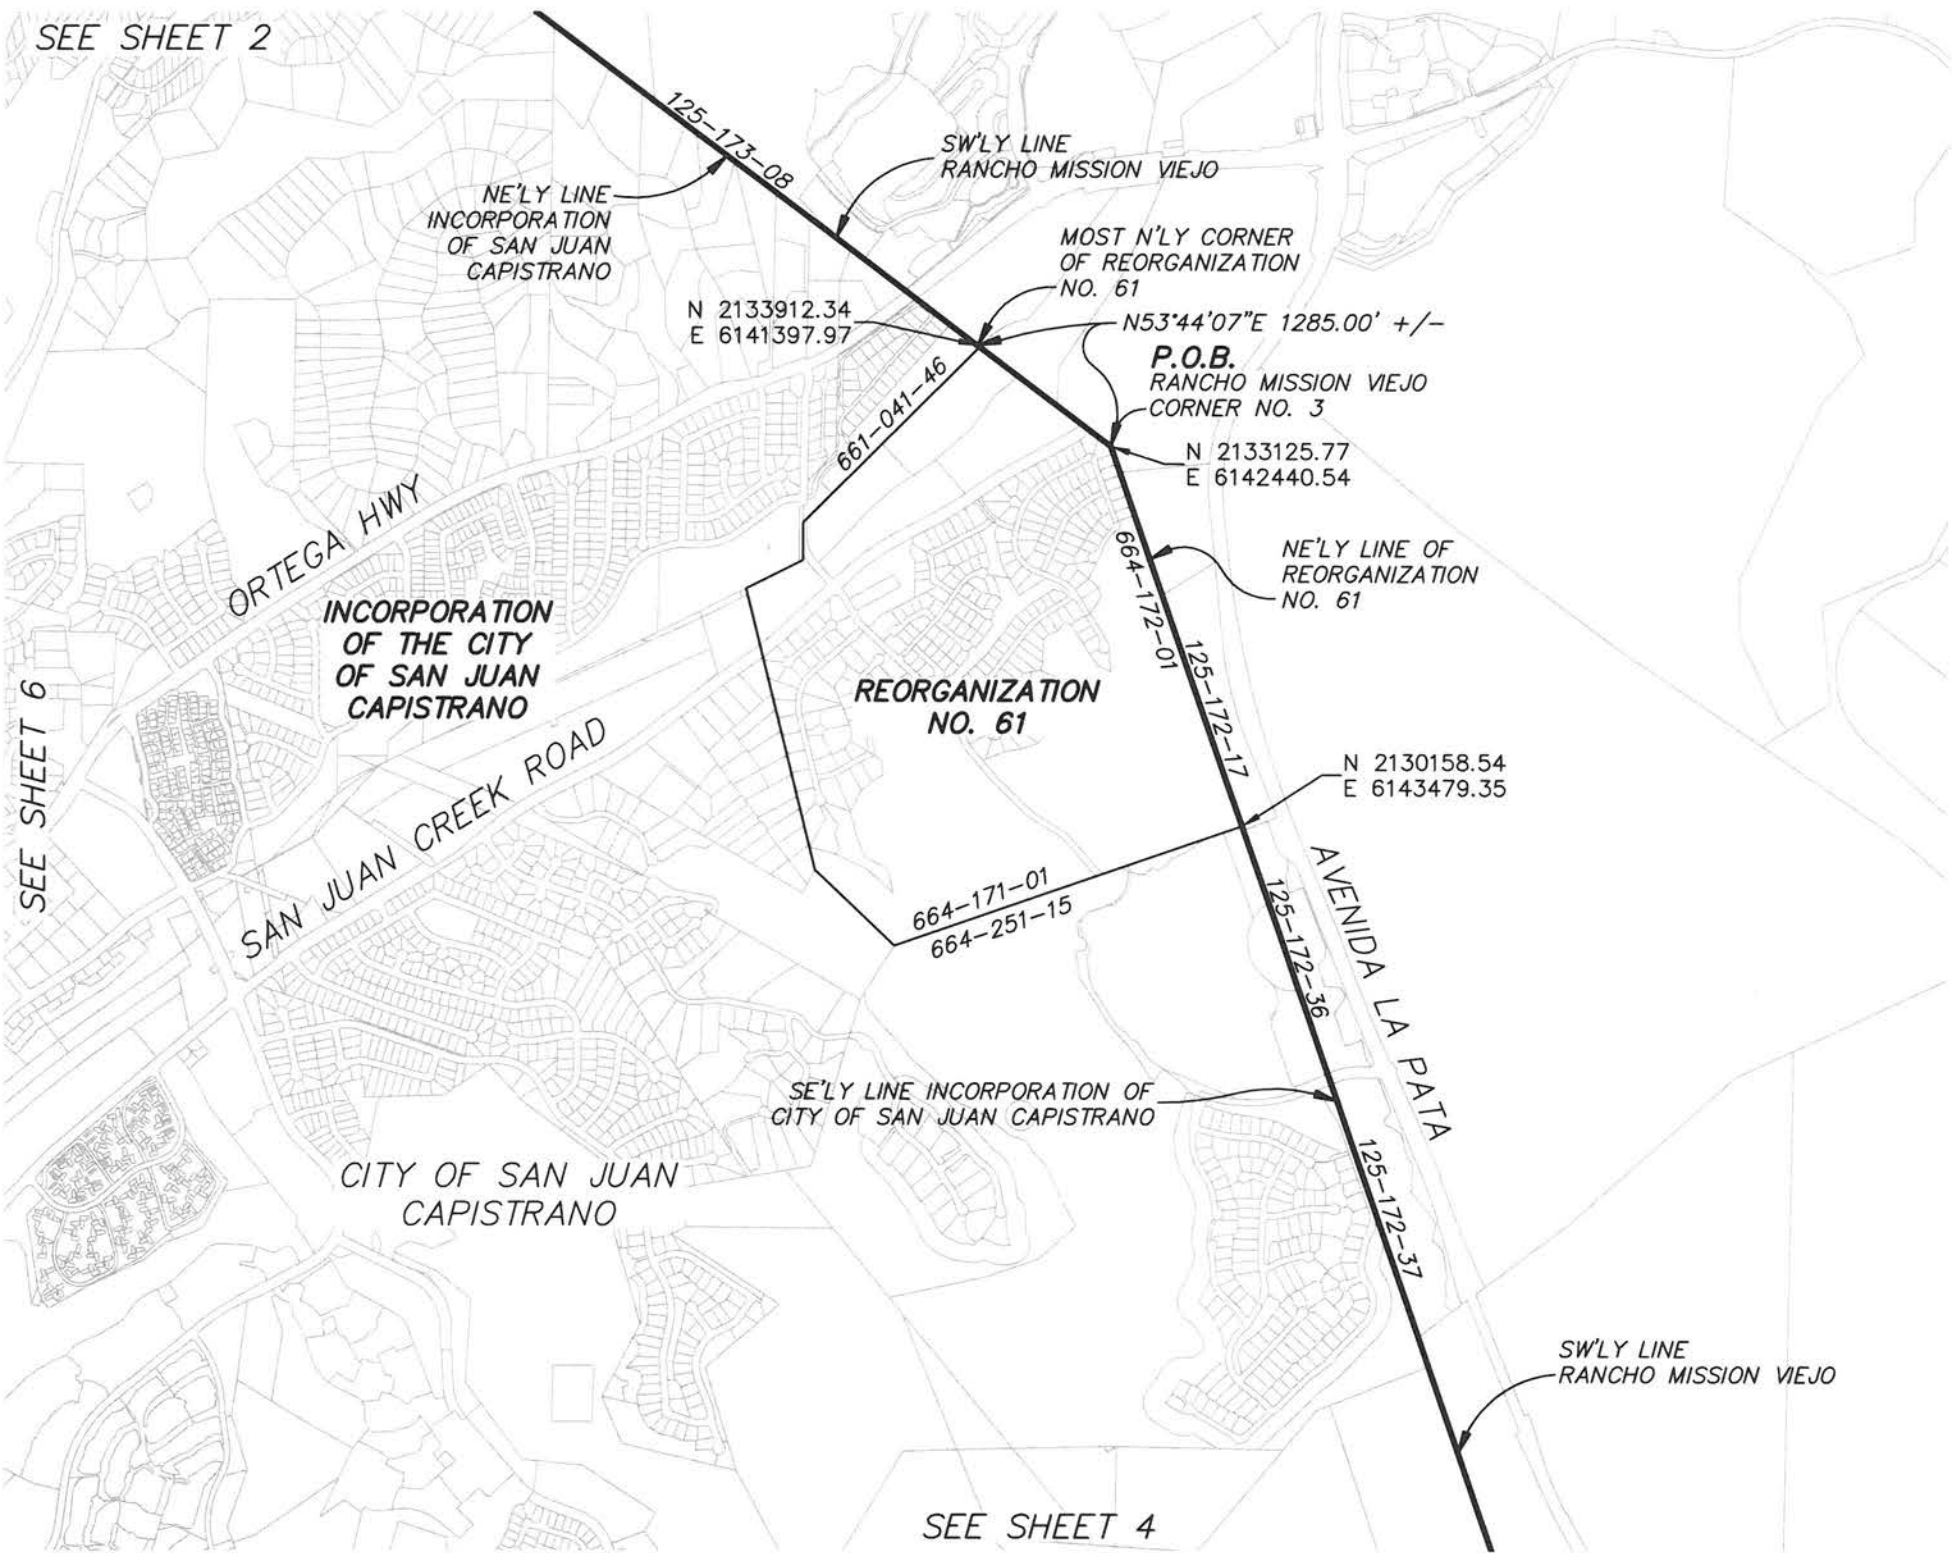 SEE SHEET 2
125-173-08
SW'LY LINE
RANCHO MISSION VIEJO
NE'LY LINE
INCORPORATION
OF SAN JUAN
CAPISTRANO
MOST N'LY CORNER
OF REORGANIZATION
NO. 61
N 2133912.34
E 6141397.97
N53°44'07"E 1285.00' +/-
P.O.B.
RANCHO MISSION VIEJO
CORNER NO. 3
661-041-46
N 2133125.77
E 6142440.54
ORTEGA HWY
664-172-01
NE'LY LINE OF
REORGANIZATION
NO. 61
INCORPORATION
OF THE CITY
OF SAN JUAN
CAPISTRANO
125-172-17
REORGANIZATION
NO. 61
SEE SHEET 6
SAN JUAN CREEK ROAD
N 2130158.54
E 6143479.35
664-171-01
664-251-15
125-172-36
AVENIDA LA PATA
SE'LY LINE INCORPORATION OF
CITY OF SAN JUAN CAPISTRANO
125-172-37
CITY OF SAN JUAN
CAPISTRANO
SW'LY LINE
RANCHO MISSION VIEJO
SEE SHEET 4